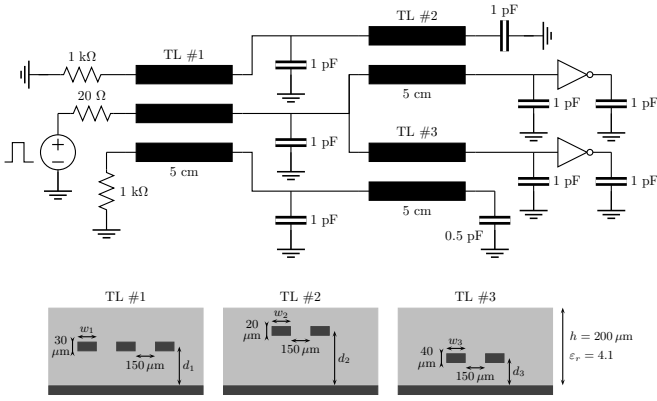 TL #2
1 pF
TL #1
1 kΩ
1 pF
20 Ω
5 cm
1 pF
1 pF
+
−
1 pF
TL #3
5 cm
1 kΩ
1 pF
1 pF
1 pF
5 cm
0.5 pF
TL #1
TL #2
TL #3
30 μm
w₁
150 μm
d₁
20 μm
w₂
150 μm
d₂
40 μm
w₃
150 μm
d₃
h = 200 μm
εᵣ = 4.1